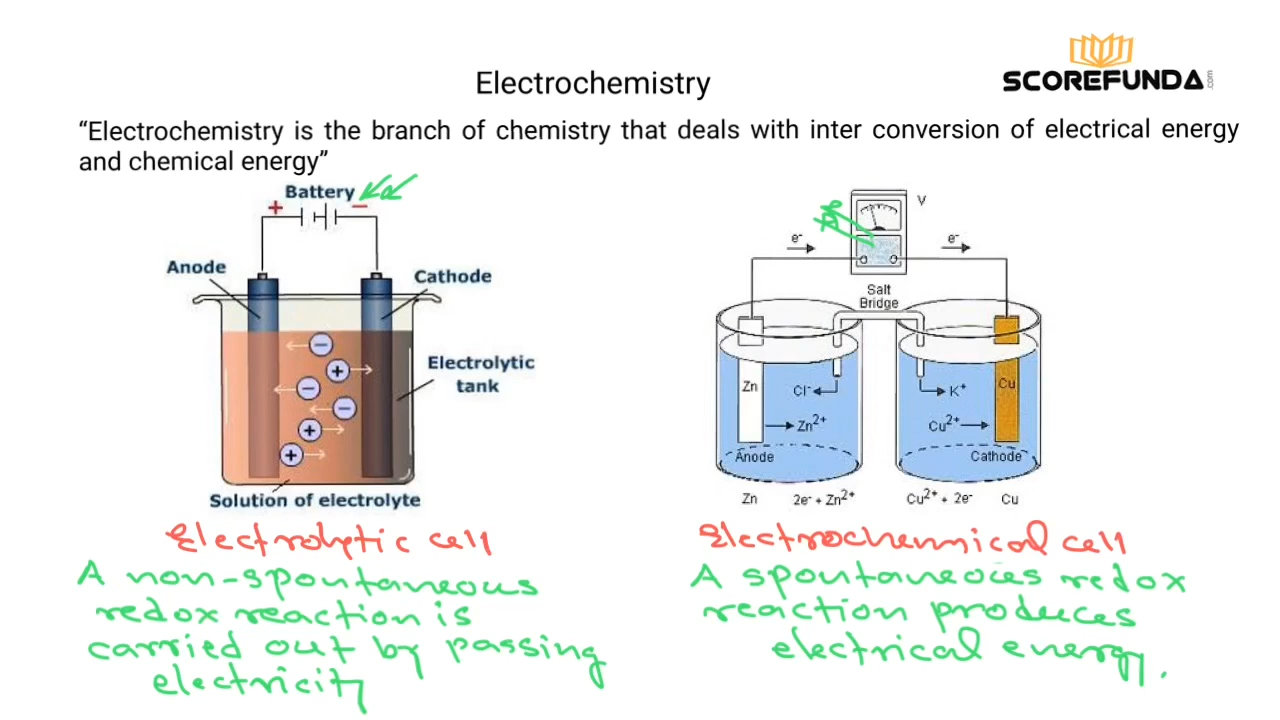 Electrochemistry
SCOREFUNDA.com
“Electrochemistry is the branch of chemistry that deals with inter conversion of electrical energy
and chemical energy”
Battery
+ −
Anode
Cathode
− + − − + +
Electrolytic
tank
Solution of electrolyte
Electrolytic cell
A non-spontaneous
redox reaction is
carried out by passing
electricity
V
e⁻ e⁻
Salt
Bridge
Zn Cl⁻ K⁺ Cu
Zn²⁺ Cu²⁺
Anode Cathode
Zn 2e⁻ + Zn²⁺ Cu²⁺ + 2e⁻ Cu
Electrochemical cell
A spontaneous redox
reaction produces
electrical energy.